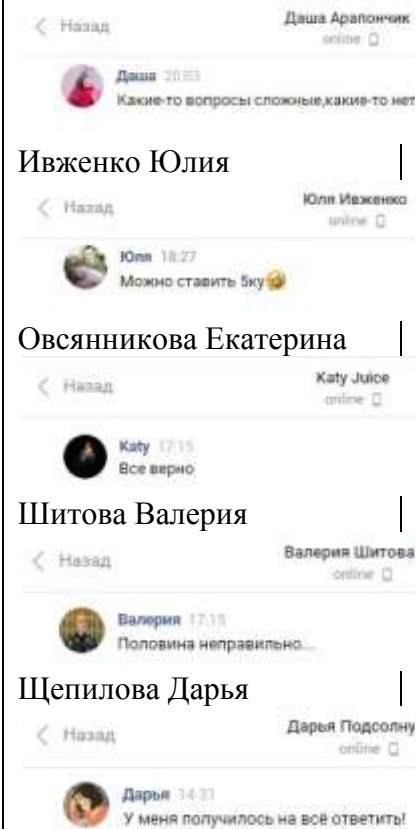 Назад
Даша Арапончик
online
Даша 20:53
Какие-то вопросы сложные,какие-то нет
Ивженко Юлия
Назад
Юля Ивженко
online
Юля 18:27
Можно ставить 5ку
Овсянникова Екатерина
Назад
Katy Juice
online
Katy 17:15
Все верно
Шитова Валерия
Назад
Валерия Шитова
online
Валерия 17:15
Половина неправильно...
Щепилова Дарья
Назад
Дарья Подсолну
online
Дарья 14:31
У меня получилось на всё ответить!